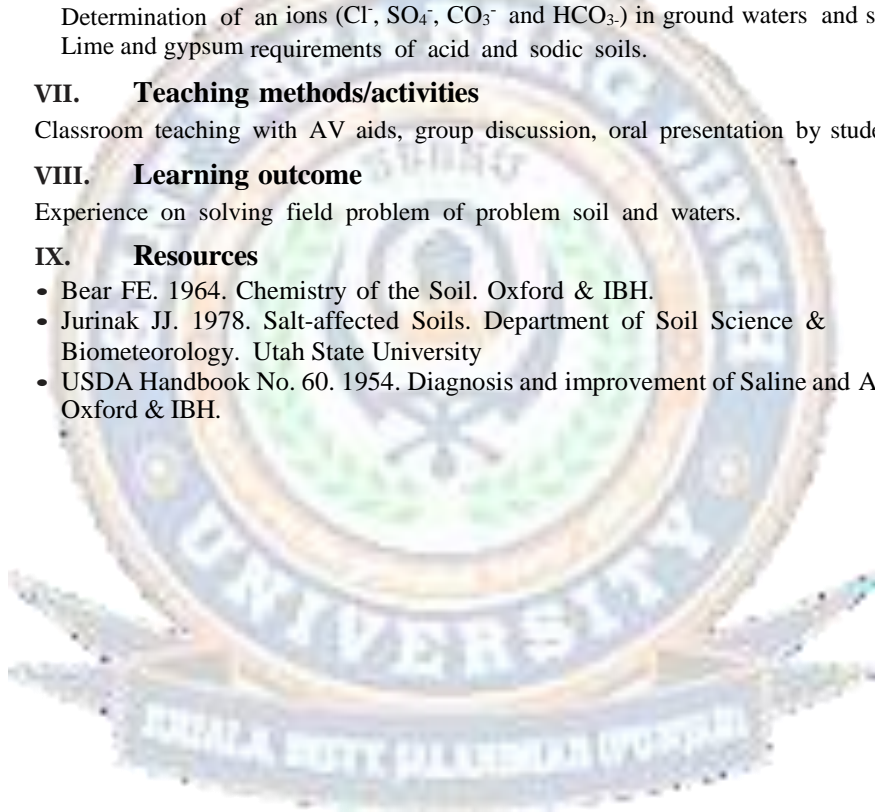 Determination of an ions (Cl⁻, SO₄⁻, CO₃⁻ and HCO₃-) in ground waters and s
Lime and gypsum requirements of acid and sodic soils.
VII. Teaching methods/activities
Classroom teaching with AV aids, group discussion, oral presentation by stude
VIII. Learning outcome
Experience on solving field problem of problem soil and waters.
IX. Resources
• Bear FE. 1964. Chemistry of the Soil. Oxford & IBH.
• Jurinak JJ. 1978. Salt-affected Soils. Department of Soil Science &
Biometeorology. Utah State University
• USDA Handbook No. 60. 1954. Diagnosis and improvement of Saline and A
Oxford & IBH.
UNIVERSITY